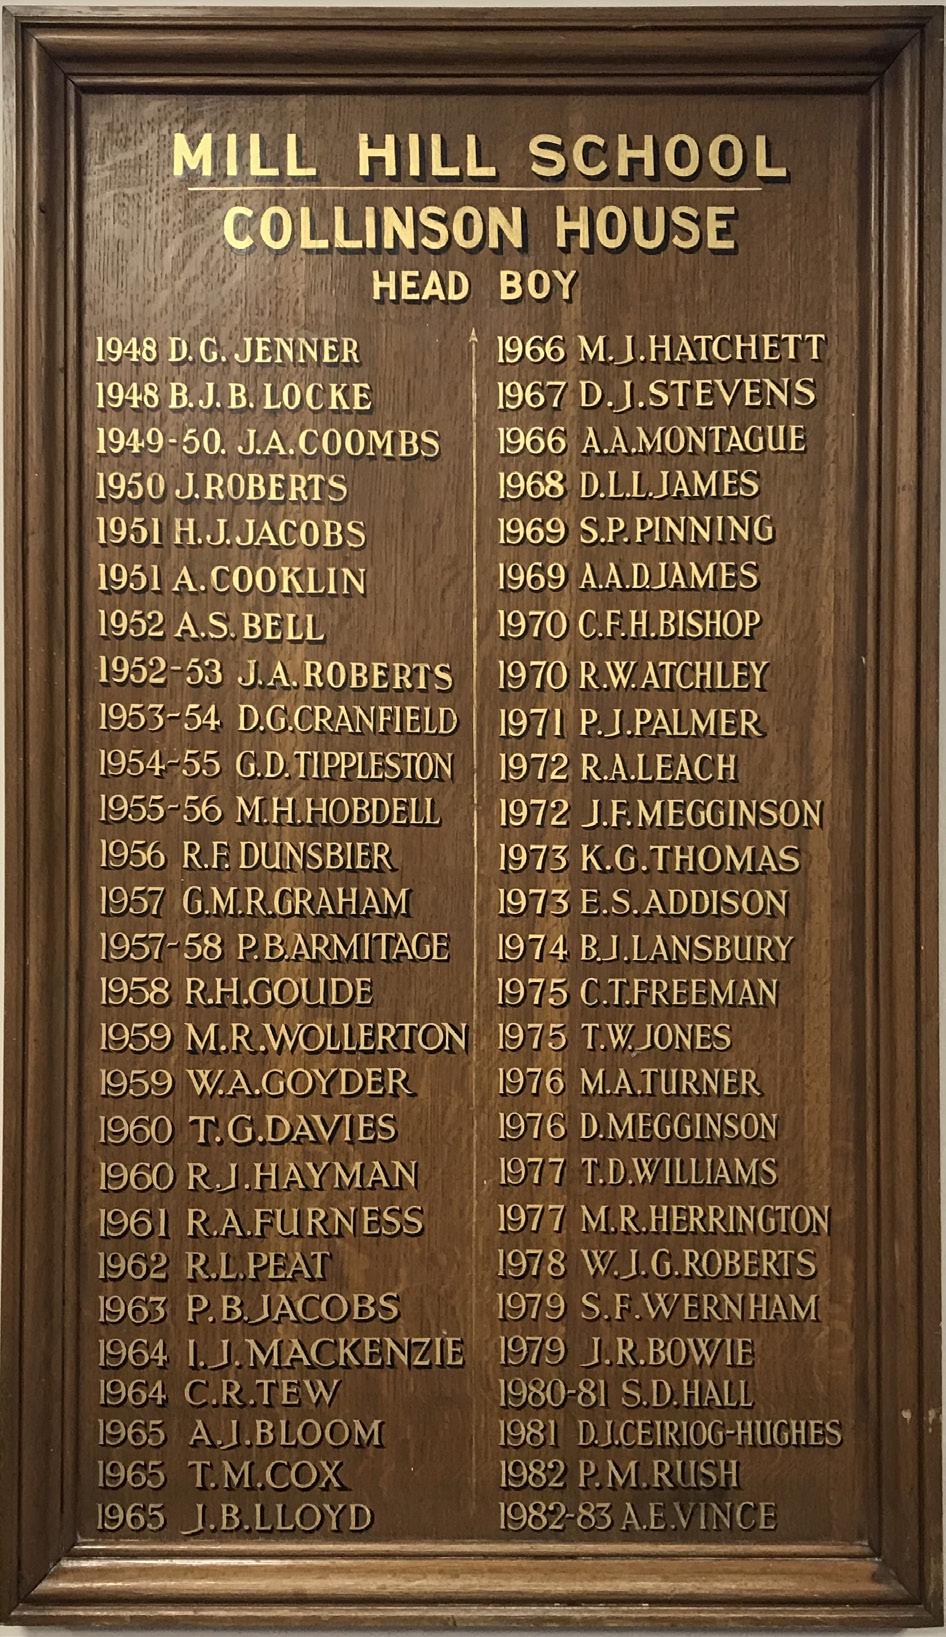 MILL HILL SCHOOL
COLLINSON HOUSE
HEAD BOY
1948 D.G. JENNER
1948 B.J.B. LOCKE
1949-50. J.A.COOMBS
1950 J.ROBERTS
1951 H.J.JACOBS
1951 A.COOKLIN
1952 A.S.BELL
1952-53 J.A.ROBERTS
1953-54 D.G.CRANFIELD
1954-55 G.D.TIPPLESTON
1955-56 M.H.HOBDELL
1956 R.F.DUNSBIER
1957 G.M.R.GRAHAM
1957-58 P.B.ARMITAGE
1958 R.H.GOUDE
1959 M.R.WOLLERTON
1959 W.A.GOYDER
1960 T.G.DAVIES
1960 R.J.HAYMAN
1961 R.A.FURNESS
1962 R.L.PEAT
1963 P.B.JACOBS
1964 I.J.MACKENZIE
1964 C.R.TEW
1965 A.J.BLOOM
1965 T.M.COX
1965 J.B.LLOYD
1966 M.J.HATCHETT
1967 D.J.STEVENS
1966 A.A.MONTAGUE
1968 D.L.L.JAMES
1969 S.P.PINNING
1969 A.A.D.JAMES
1970 C.F.H.BISHOP
1970 R.W.ATCHLEY
1971 P.J.PALMER
1972 R.A.LEACH
1972 J.F.MEGGINSON
1973 K.G.THOMAS
1973 E.S.ADDISON
1974 B.J.LANSBURY
1975 C.T.FREEMAN
1975 T.W.JONES
1976 M.A.TURNER
1976 D.MEGGINSON
1977 T.D.WILLIAMS
1977 M.R.HERRINGTON
1978 W.J.G.ROBERTS
1979 S.F.WERNHAM
1979 J.R.BOWIE
1980-81 S.D.HALL
1981 D.J.CEIRIOG-HUGHES
1982 P.M.RUSH
1982-83 A.E.VINCE